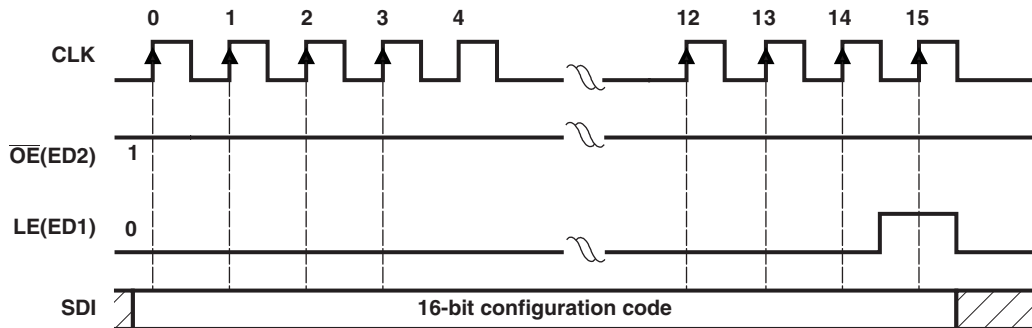 0 1 2 3 4 12 13 14 15
CLK
O̅E̅(ED2) 1
LE(ED1) 0
SDI 16-bit configuration code